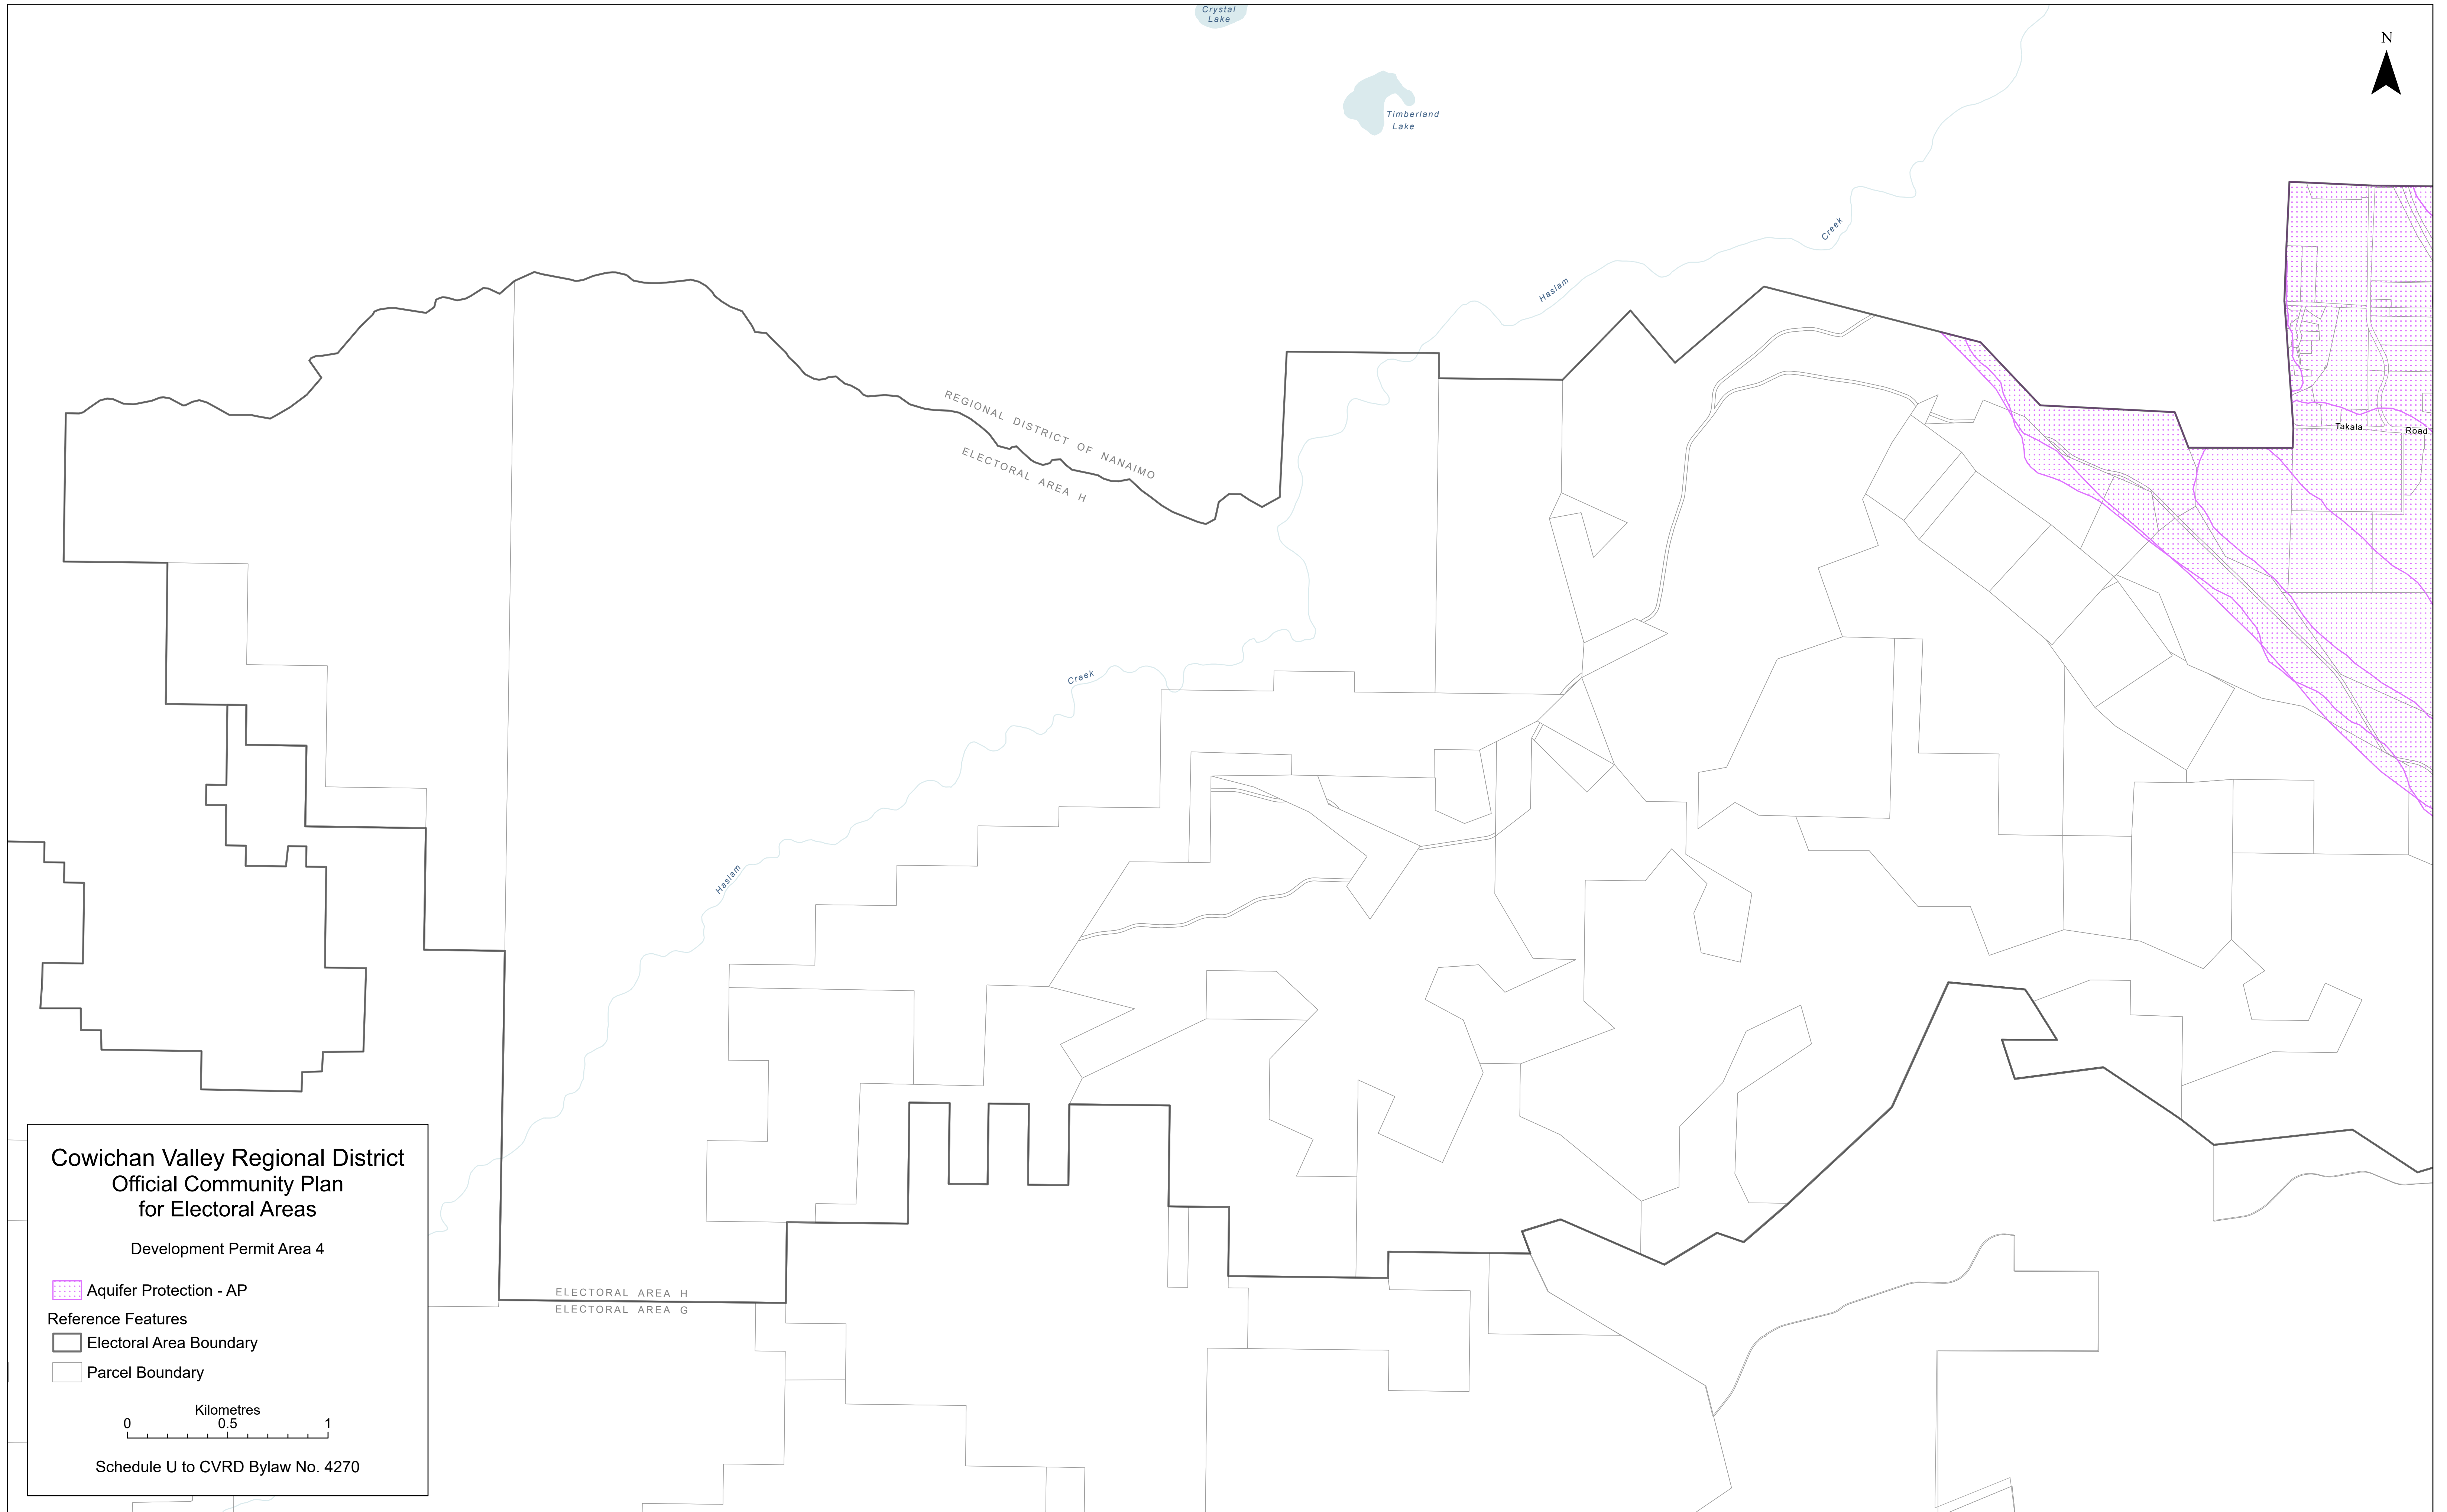 Crystal
Lake
N
Timberland
Lake
Creek
Haslam
REGIONAL DISTRICT OF NANAIMO
ELECTORAL AREA H
Takala Road
Creek
Haslam
Cowichan Valley Regional District
Official Community Plan
for Electoral Areas
Development Permit Area 4
Aquifer Protection - AP
Reference Features
Electoral Area Boundary
Parcel Boundary
Kilometres
0 0.5 1
Schedule U to CVRD Bylaw No. 4270
ELECTORAL AREA H
ELECTORAL AREA G